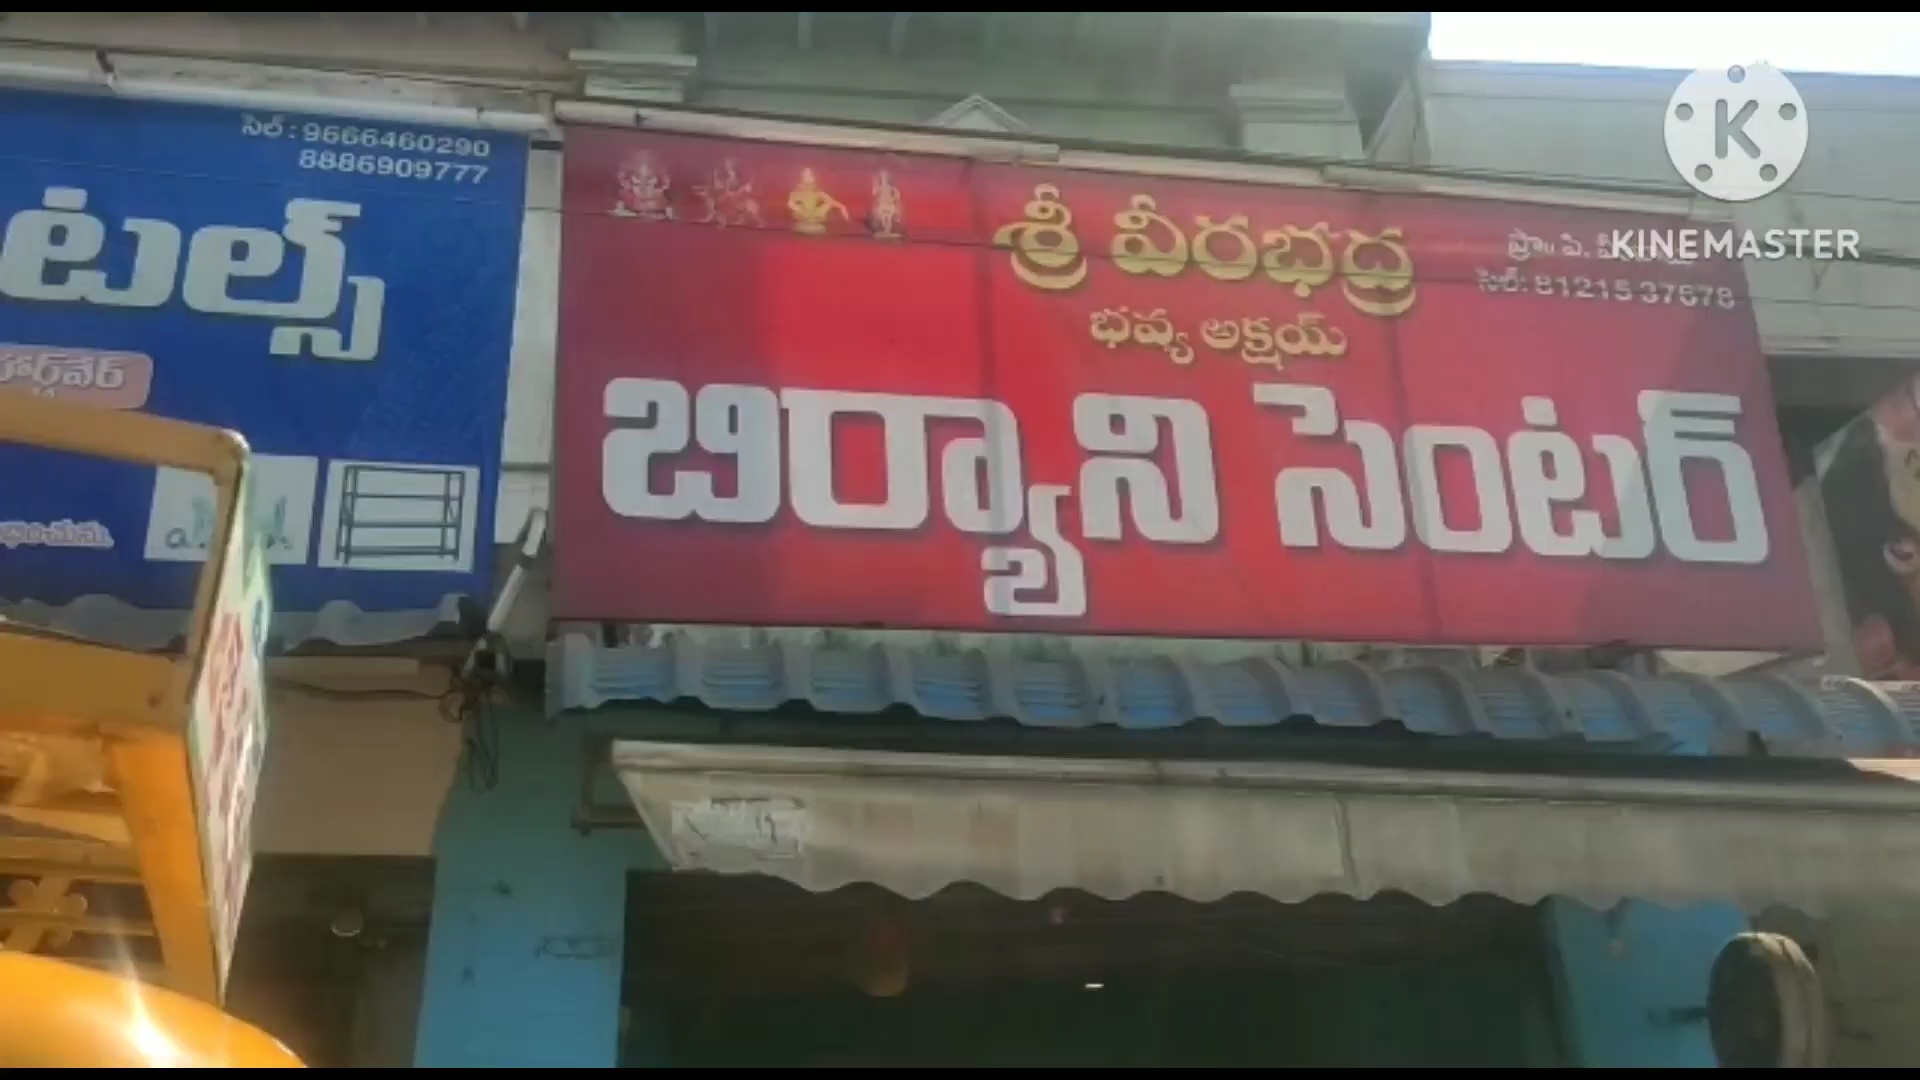 సెల్ : 9666460290
8886909777
టల్స్
హార్డ్‌వేర్
శ్రీ వీరభద్ర
భవ్య అక్షయ్
బిర్యాని సెంటర్
ప్రొ. పి.
సెల్: 81215 37678
K
KINEMASTER